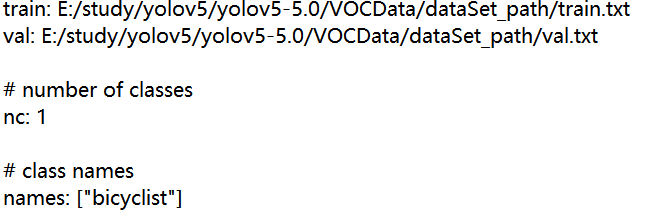 train: E:/study/yolov5/yolov5-5.0/VOCData/dataSet_path/train.txt
val: E:/study/yolov5/yolov5-5.0/VOCData/dataSet_path/val.txt
# number of classes
nc: 1
# class names
names: ["bicyclist"]